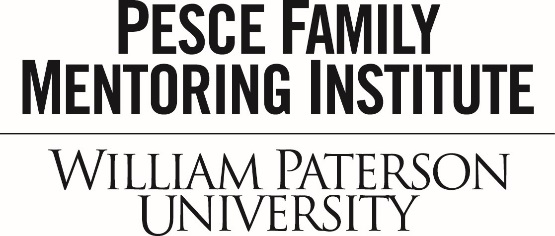 PESCE FAMILY
MENTORING INSTITUTE
WILLIAM PATERSON
UNIVERSITY